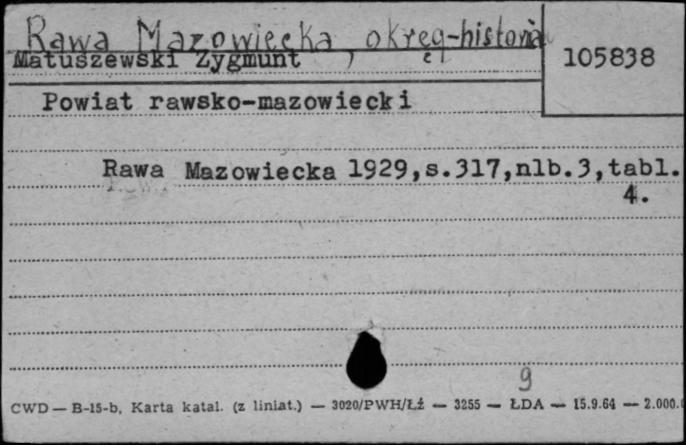 Rawa Mazowiecka, okręg-historia
Matuszewski Zygmunt
105838
Powiat rawsko-mazowiecki
Rawa Mazowiecka 1929,s.317,nlb.3,tabl.
4.
9
CWD — B-15-b, Karta katal. (z liniat.) — 3020/PWH/Łź — 3255 — ŁDA — 15.9.64 — 2.000.